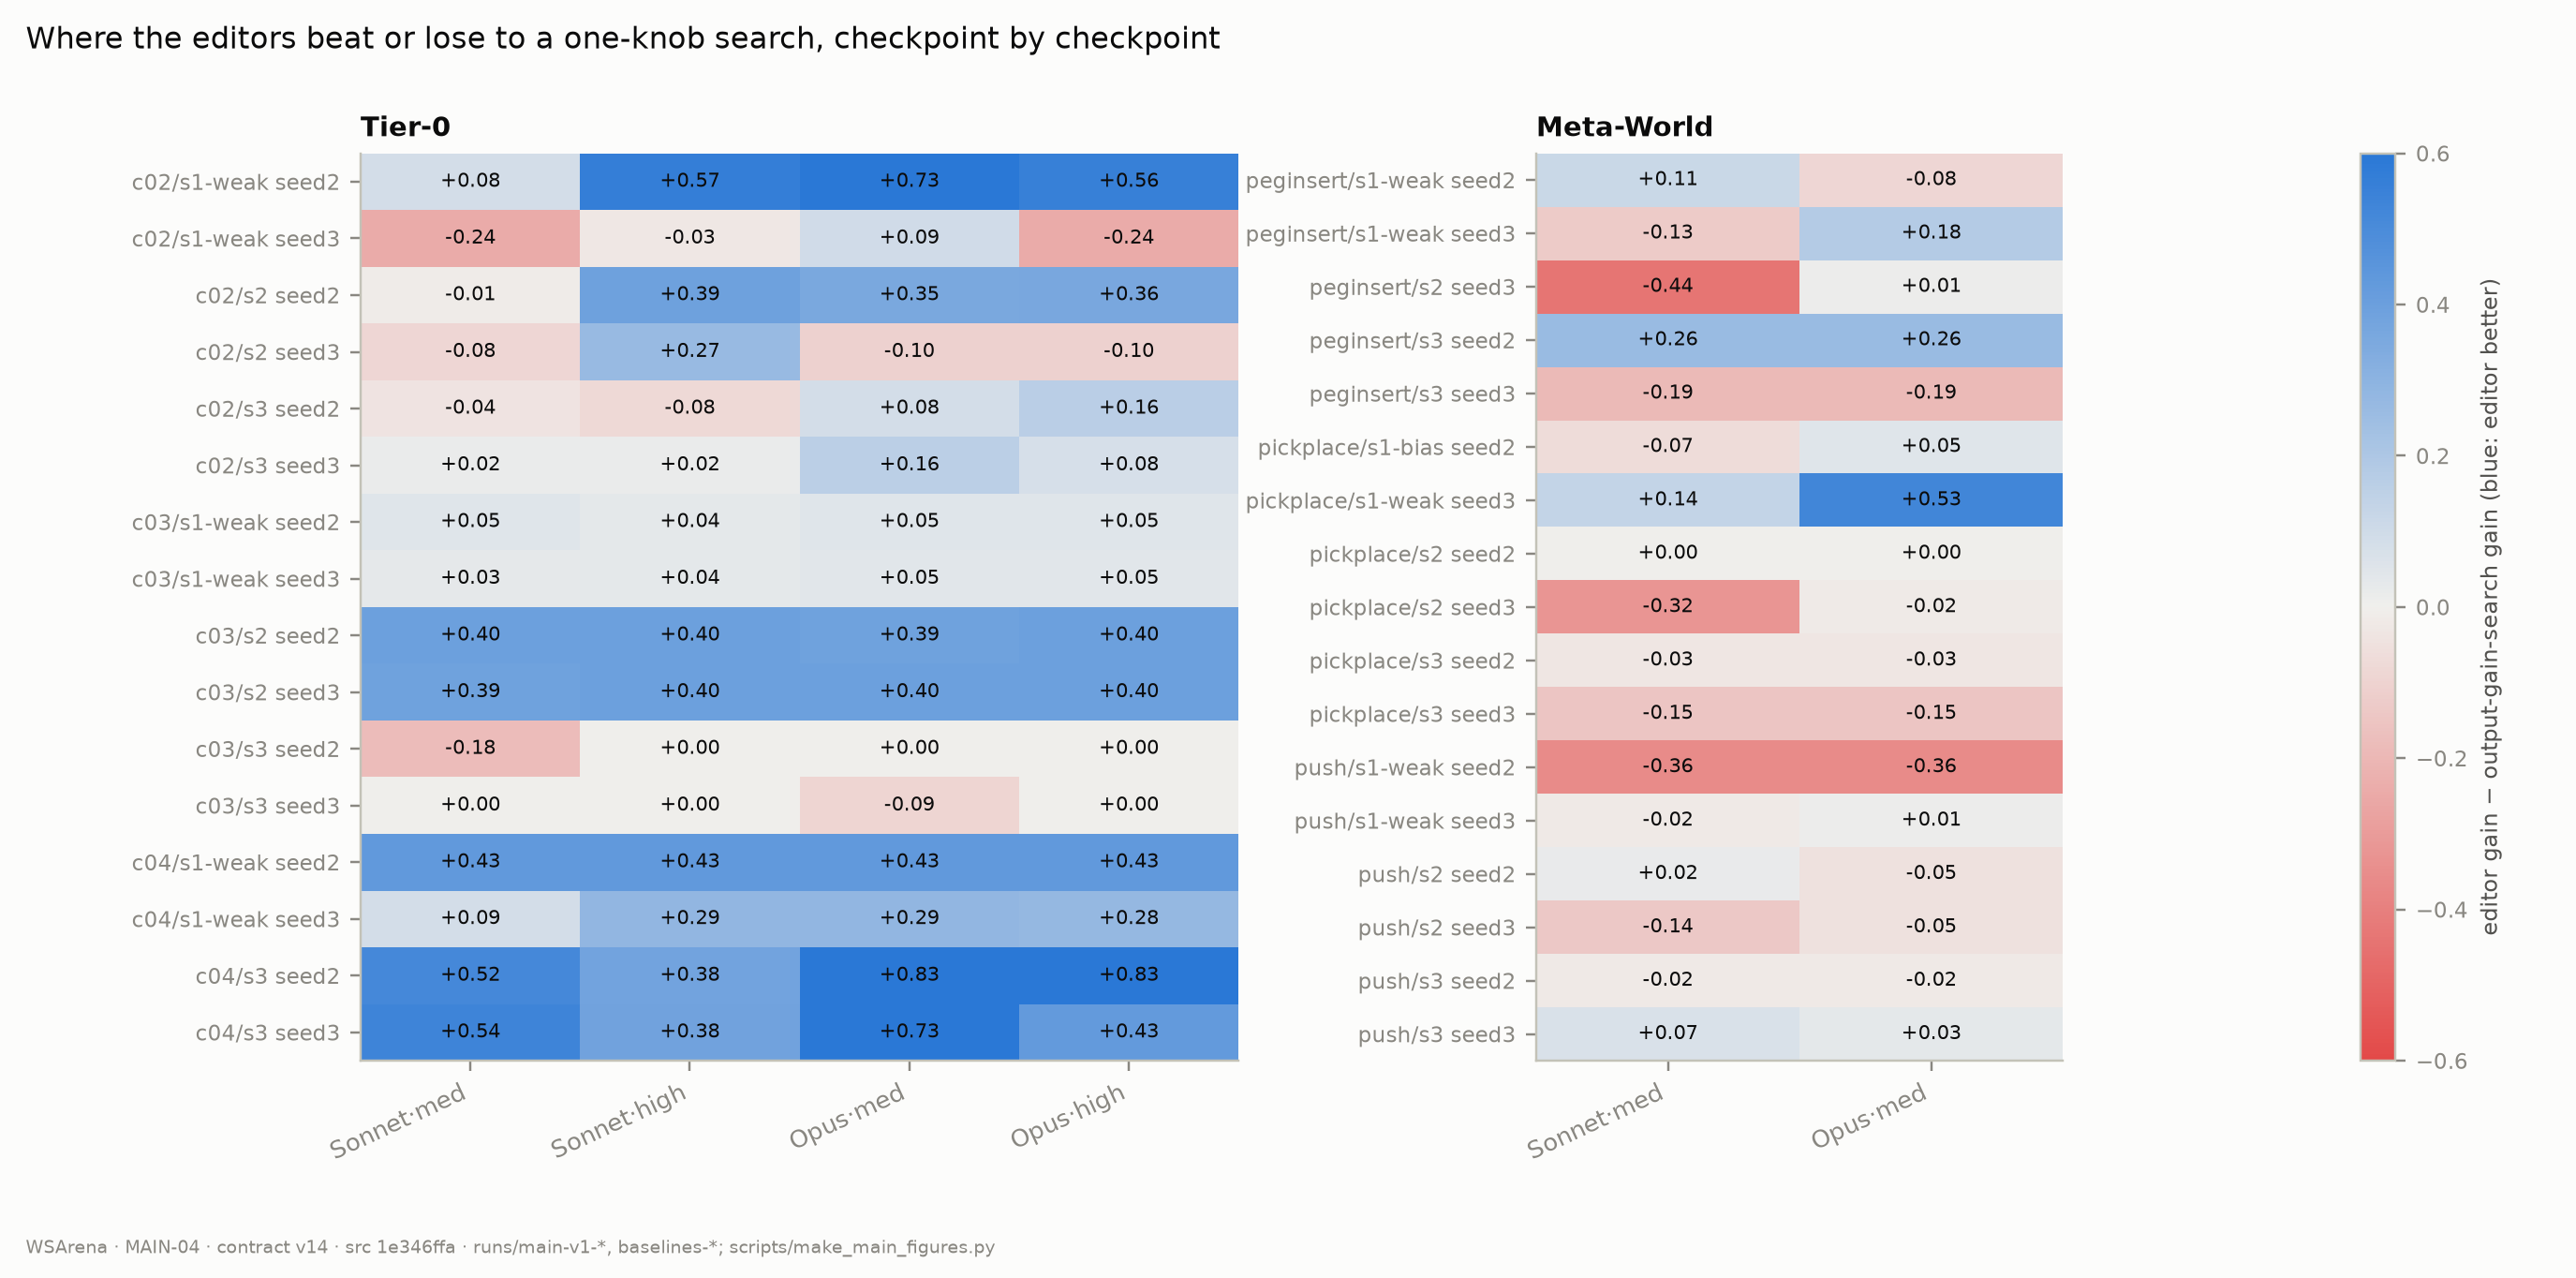 Where the editors beat or lose to a one-knob search, checkpoint by checkpoint
Tier-0
c02/s1-weak seed2 +0.08 +0.57 +0.73 +0.56
c02/s1-weak seed3 -0.24 -0.03 +0.09 -0.24
c02/s2 seed2 -0.01 +0.39 +0.35 +0.36
c02/s2 seed3 -0.08 +0.27 -0.10 -0.10
c02/s3 seed2 -0.04 -0.08 +0.08 +0.16
c02/s3 seed3 +0.02 +0.02 +0.16 +0.08
c03/s1-weak seed2 +0.05 +0.04 +0.05 +0.05
c03/s1-weak seed3 +0.03 +0.04 +0.05 +0.05
c03/s2 seed2 +0.40 +0.40 +0.39 +0.40
c03/s2 seed3 +0.39 +0.40 +0.40 +0.40
c03/s3 seed2 -0.18 +0.00 +0.00 +0.00
c03/s3 seed3 +0.00 +0.00 -0.09 +0.00
c04/s1-weak seed2 +0.43 +0.43 +0.43 +0.43
c04/s1-weak seed3 +0.09 +0.29 +0.29 +0.28
c04/s3 seed2 +0.52 +0.38 +0.83 +0.83
c04/s3 seed3 +0.54 +0.38 +0.73 +0.43
Sonnet·med Sonnet·high Opus·med Opus·high
Meta-World
peginsert/s1-weak seed2 +0.11 -0.08
peginsert/s1-weak seed3 -0.13 +0.18
peginsert/s2 seed3 -0.44 +0.01
peginsert/s3 seed2 +0.26 +0.26
peginsert/s3 seed3 -0.19 -0.19
pickplace/s1-bias seed2 -0.07 +0.05
pickplace/s1-weak seed3 +0.14 +0.53
pickplace/s2 seed2 +0.00 +0.00
pickplace/s2 seed3 -0.32 -0.02
pickplace/s3 seed2 -0.03 -0.03
pickplace/s3 seed3 -0.15 -0.15
push/s1-weak seed2 -0.36 -0.36
push/s1-weak seed3 -0.02 +0.01
push/s2 seed2 +0.02 -0.05
push/s2 seed3 -0.14 -0.05
push/s3 seed2 -0.02 -0.02
push/s3 seed3 +0.07 +0.03
Sonnet·med Opus·med
0.6
0.4
0.2
0.0
−0.2
−0.4
−0.6
editor gain − output-gain-search gain (blue: editor better)
WSArena · MAIN-04 · contract v14 · src 1e346ffa · runs/main-v1-*, baselines-*; scripts/make_main_figures.py